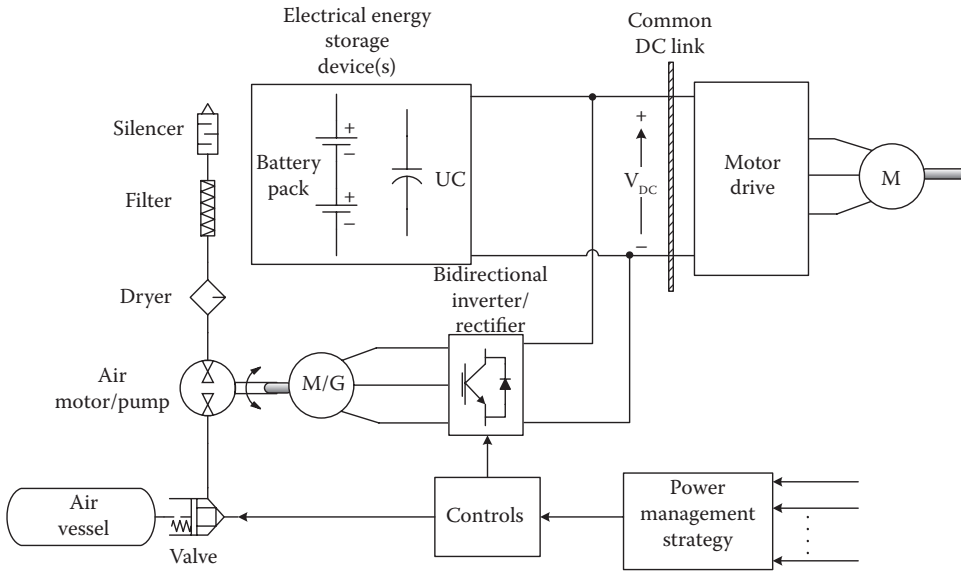 Electrical energy
storage
device(s)
Common
DC link
Silencer
Filter
Dryer
Battery
pack
+
−
+
−
UC
+
V_DC
−
Motor
drive
M
Bidirectional
inverter/
rectifier
Air
motor/pump
M/G
Air
vessel
Valve
Controls
Power
management
strategy